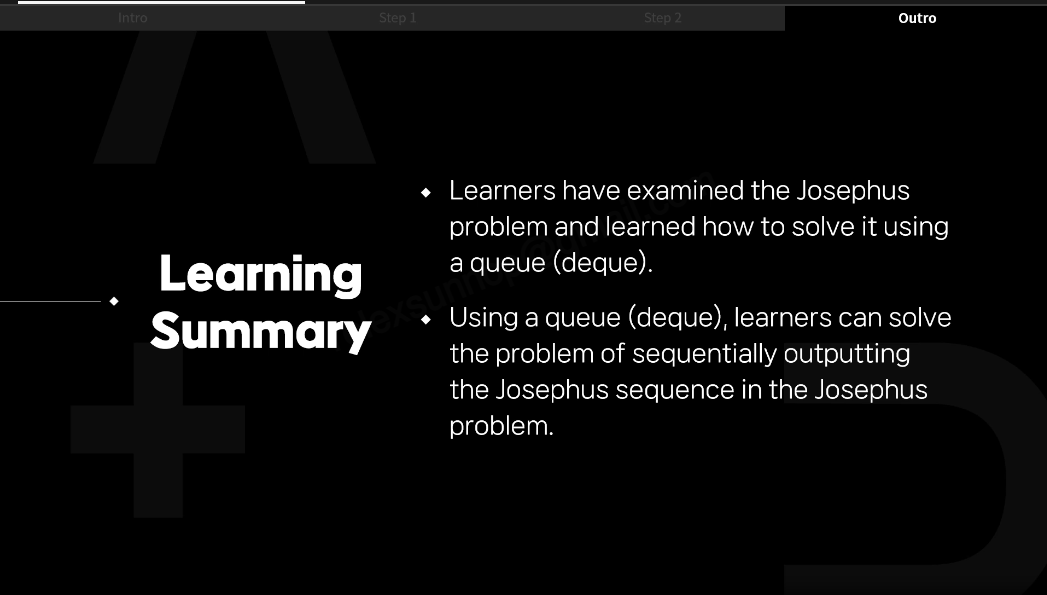 Intro
Step 1
Step 2
Outro
Learning
Summary
Learners have examined the Josephus
problem and learned how to solve it using
a queue (deque).
Using a queue (deque), learners can solve
the problem of sequentially outputting
the Josephus sequence in the Josephus
problem.